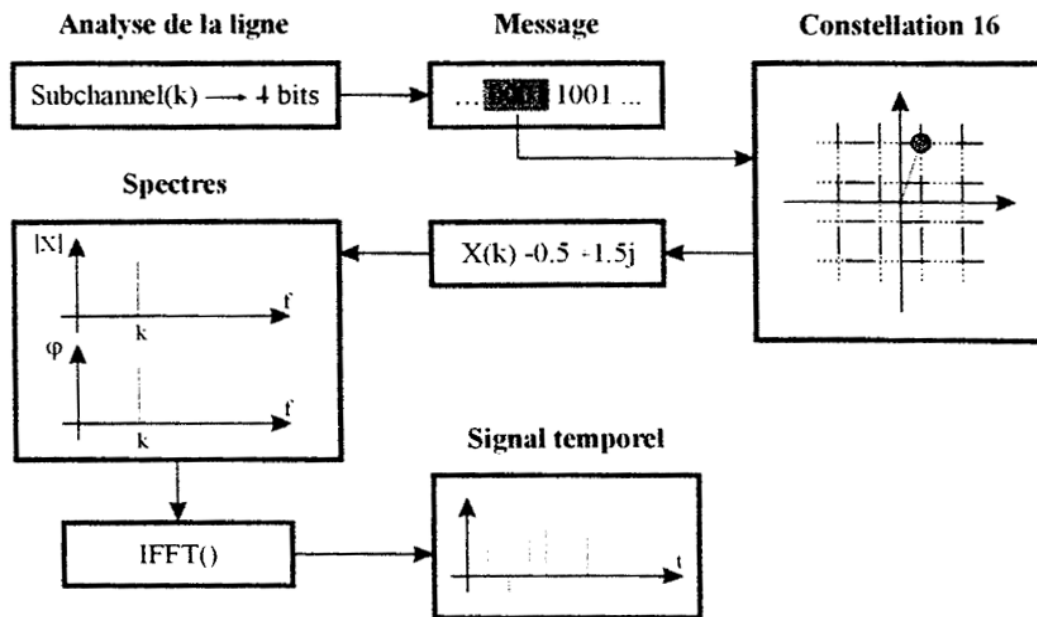 Analyse de la ligne
Message
Constellation 16
Subchannel(k) → 4 bits
... 1001 ...
Spectres
|X|
f
k
X(k) -0.5 +1.5j
φ
f
k
Signal temporel
IFFT()
t